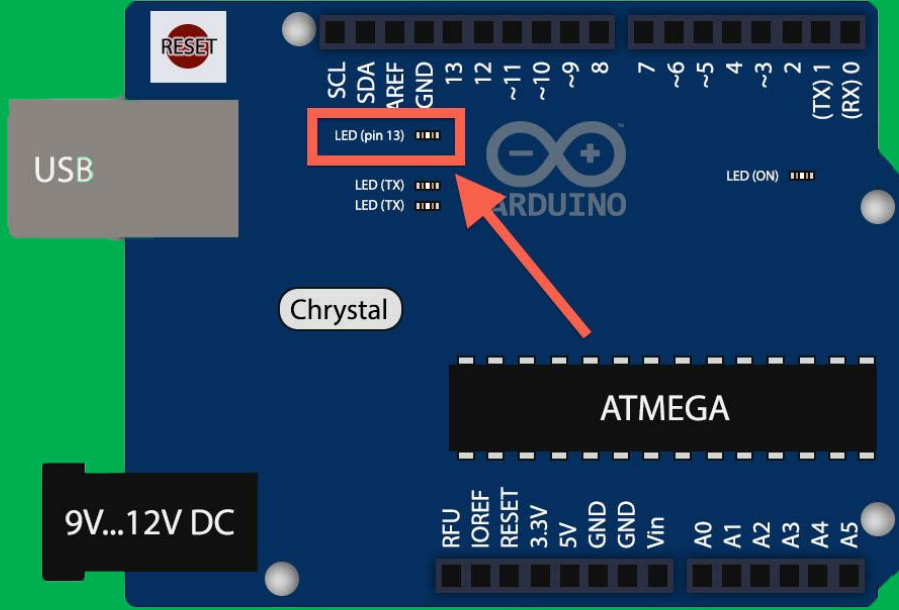 RESET
SCL
SDA
AREF
GND
13
12
~11
~10
~9
8
7
~6
~5
4
~3
2
(TX) 1
(RX) 0
LED (pin 13)
USB
LED (TX)
LED (TX)
LED (ON)
ARDUINO
Chrystal
ATMEGA
9V...12V DC
RFU
IOREF
RESET
3.3V
5V
GND
GND
Vin
A0
A1
A2
A3
A4
A5